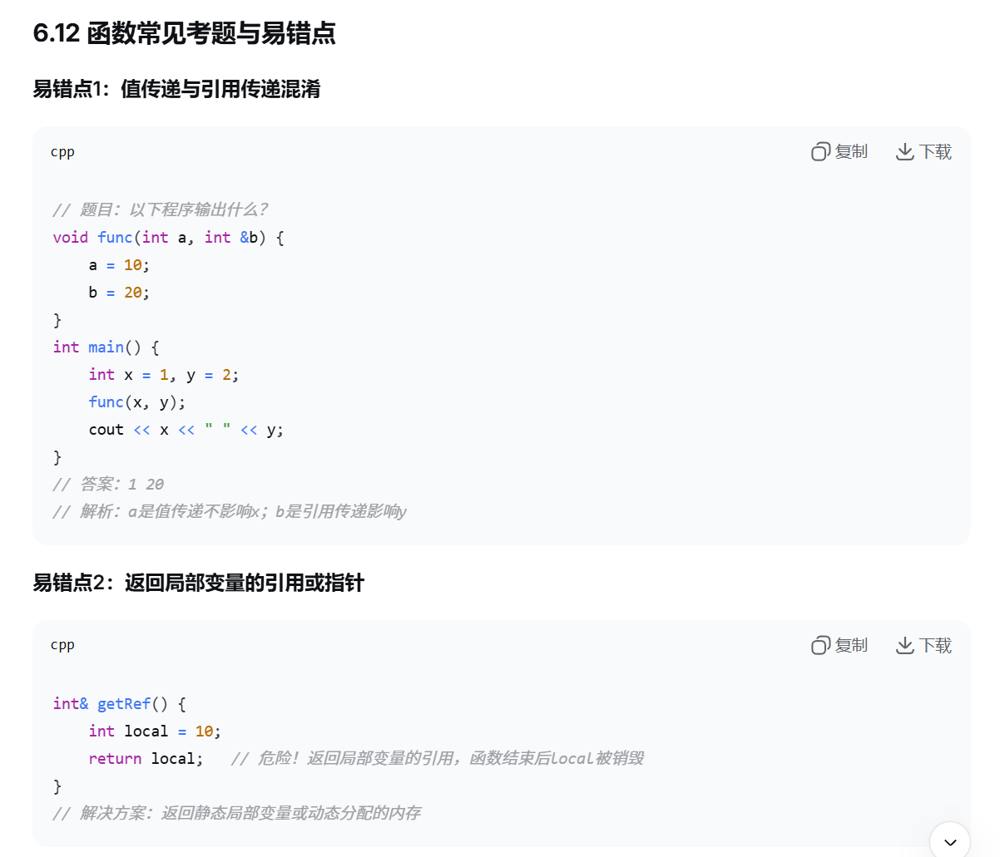 6.12 函数常见考题与易错点
易错点1：值传递与引用传递混淆
cpp
复制
下载
// 题目：以下程序输出什么？
void func(int a, int &b) {
    a = 10;
    b = 20;
}
int main() {
    int x = 1, y = 2;
    func(x, y);
    cout << x << " " << y;
}
// 答案：1 20
// 解析：a是值传递不影响x；b是引用传递影响y
易错点2：返回局部变量的引用或指针
cpp
复制
下载
int& getRef() {
    int local = 10;
    return local;   // 危险！返回局部变量的引用，函数结束后local被销毁
}
// 解决方案：返回静态局部变量或动态分配的内存